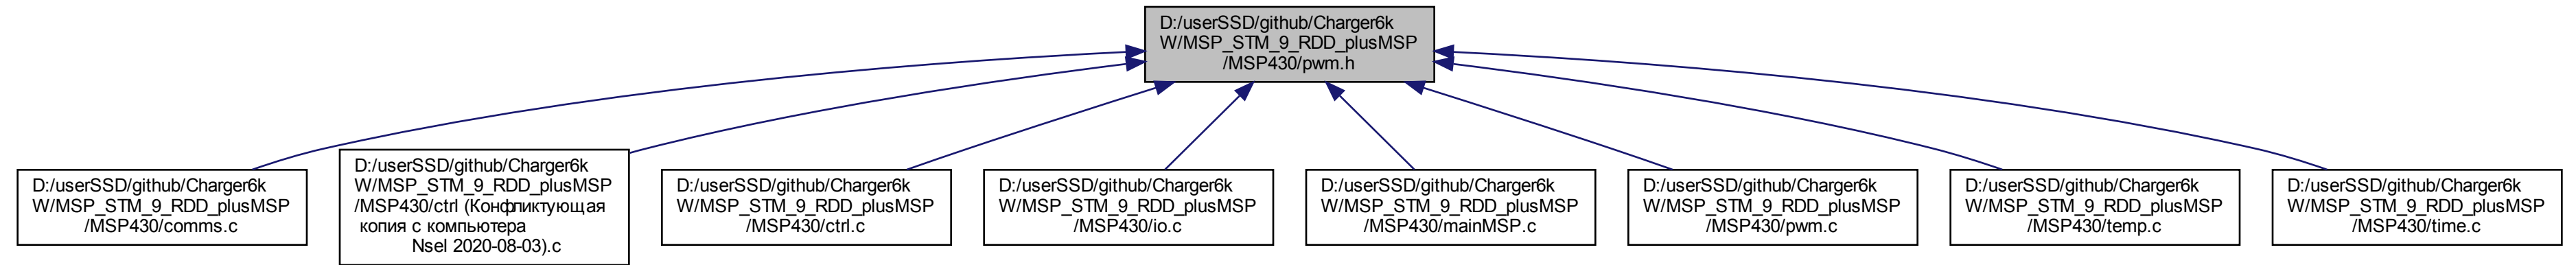 D:/userSSD/github/Charger6k
W/MSP_STM_9_RDD_plusMSP
/MSP430/pwm.h
D:/userSSD/github/Charger6k
W/MSP_STM_9_RDD_plusMSP
/MSP430/comms.c
D:/userSSD/github/Charger6k
W/MSP_STM_9_RDD_plusMSP
/MSP430/ctrl (Конфликтующая
копия с компьютера
Nsel 2020-08-03).c
D:/userSSD/github/Charger6k
W/MSP_STM_9_RDD_plusMSP
/MSP430/ctrl.c
D:/userSSD/github/Charger6k
W/MSP_STM_9_RDD_plusMSP
/MSP430/io.c
D:/userSSD/github/Charger6k
W/MSP_STM_9_RDD_plusMSP
/MSP430/mainMSP.c
D:/userSSD/github/Charger6k
W/MSP_STM_9_RDD_plusMSP
/MSP430/pwm.c
D:/userSSD/github/Charger6k
W/MSP_STM_9_RDD_plusMSP
/MSP430/temp.c
D:/userSSD/github/Charger6k
W/MSP_STM_9_RDD_plusMSP
/MSP430/time.c